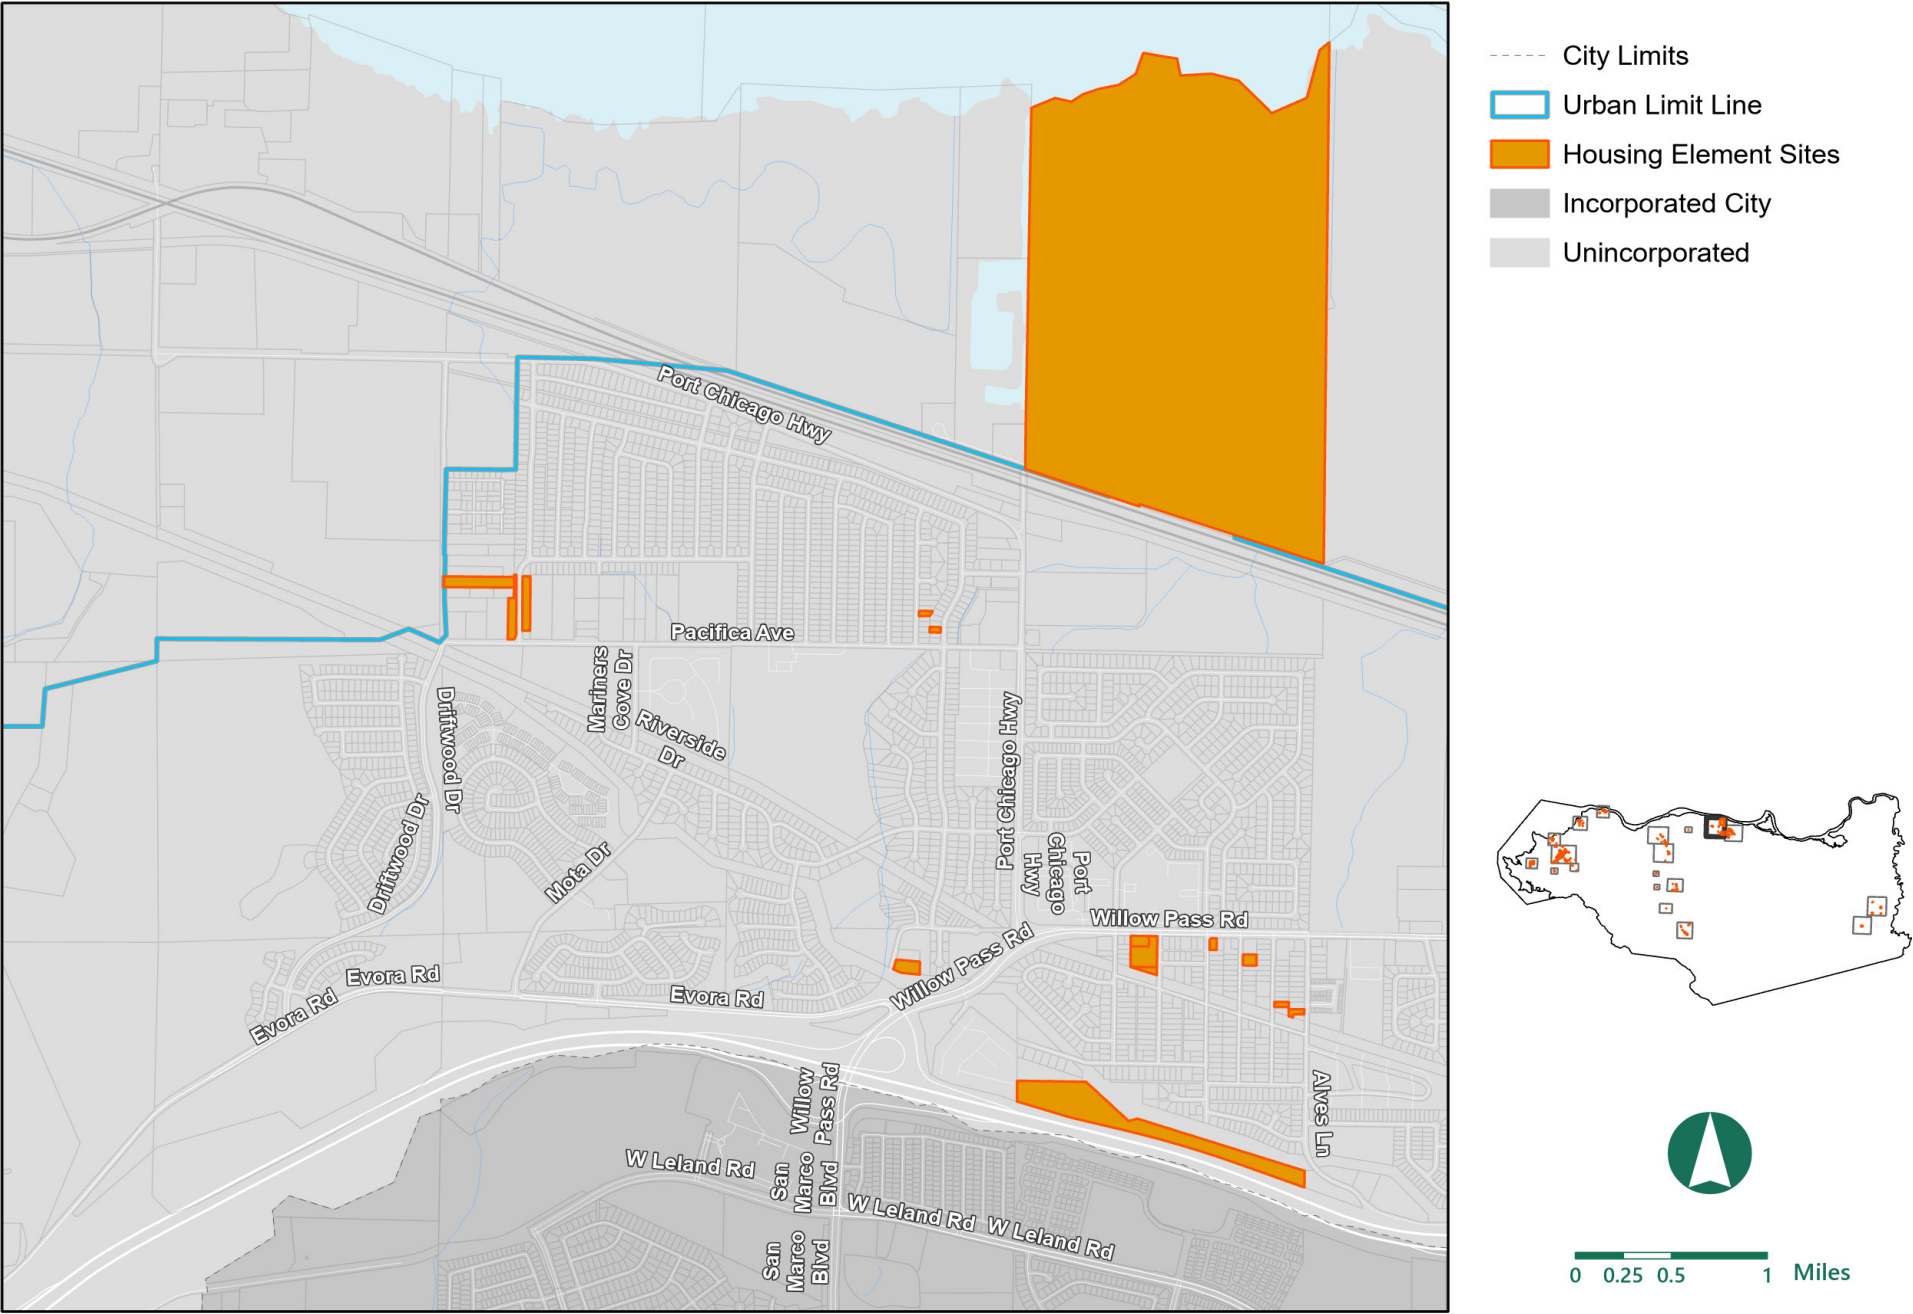 City Limits
Urban Limit Line
Housing Element Sites
Incorporated City
Unincorporated
Port Chicago Hwy
Pacifica Ave
Mariners
Cove Dr
Riverside
Dr
Driftwood Dr
Driftwood Dr
Mota Dr
Port Chicago Hwy
Port
Chicago
Hwy
Willow Pass Rd
Willow Pass Rd
Evora Rd
Evora Rd
Evora Rd
Willow
Pass Rd
Alves Ln
W Leland Rd
San
Marco
Blvd
W Leland Rd
W Leland Rd
San
Marco
Blvd
0 0.25 0.5 1 Miles